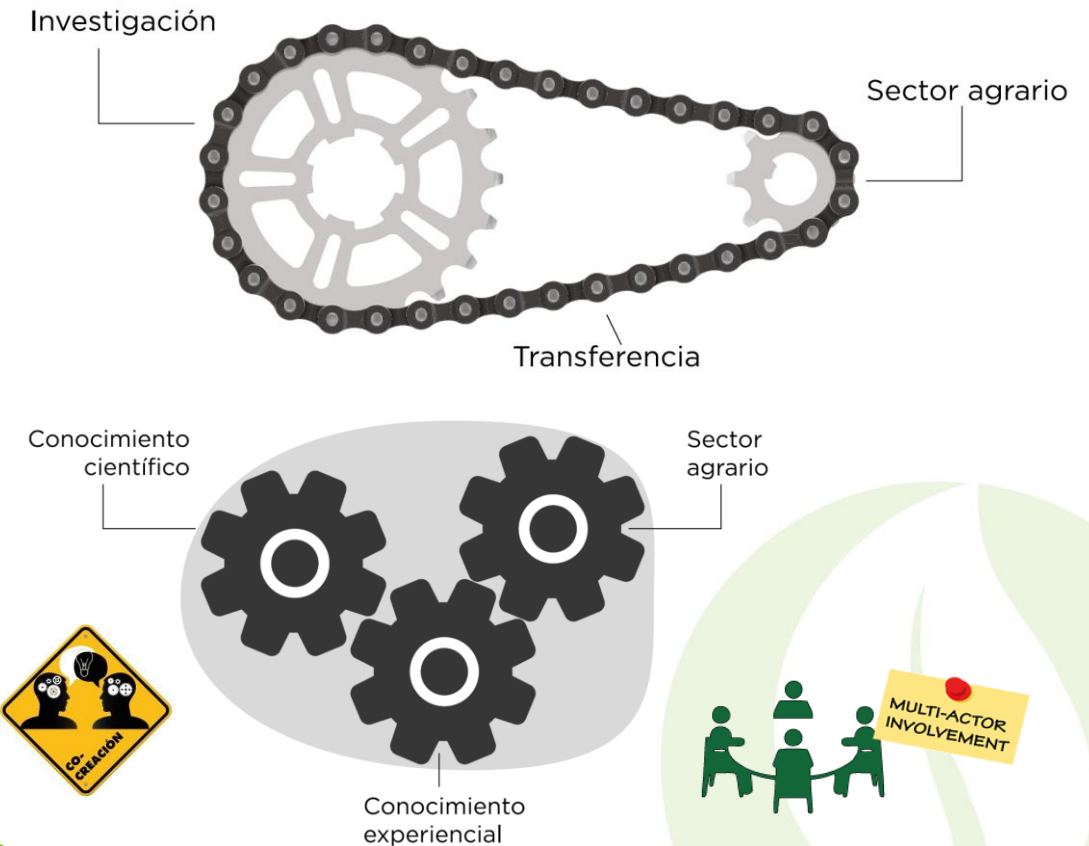 Investigación
Sector agrario
Transferencia
Conocimiento
científico
Sector
agrario
CO-
CREACIÓN
MULTI-ACTOR
INVOLVEMENT
Conocimiento
experiencial